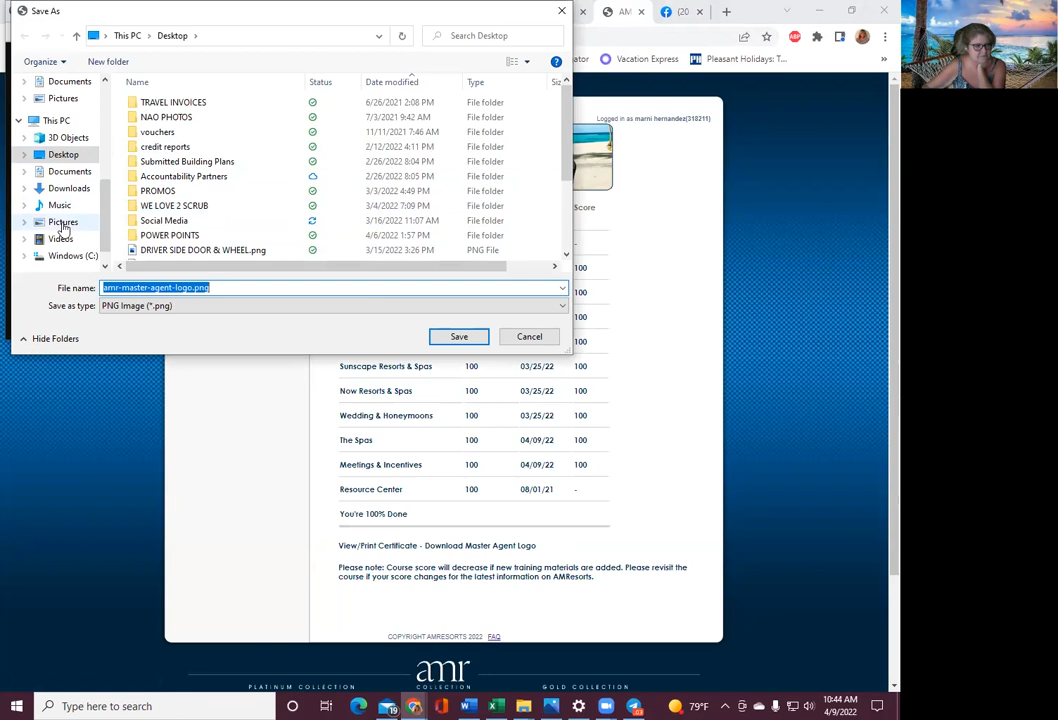 Save As
This PC > Desktop >
Search Desktop
Organize
New folder
Name
Status
Date modified
Type
Documents
Pictures
This PC
3D Objects
Desktop
Documents
Downloads
Music
Pictures
Videos
Windows (C:)
TRAVEL INVOICES 6/26/2021 2:08 PM File folder
NAO PHOTOS 7/3/2021 9:42 AM File folder
vouchers 11/11/2021 7:46 AM File folder
credit reports 2/12/2022 4:11 PM File folder
Submitted Building Plans 2/26/2022 8:04 PM File folder
Accountability Partners 2/26/2022 8:05 PM File folder
PROMOS 3/3/2022 4:49 PM File folder
WE LOVE 2 SCRUB 3/4/2022 7:09 PM File folder
Social Media 3/16/2022 11:07 AM File folder
POWER POINTS 4/6/2022 1:57 PM File folder
DRIVER SIDE DOOR & WHEEL.png 3/15/2022 3:26 PM PNG File
File name: amr-master-agent-logo.png
Save as type: PNG Image (*.png)
Hide Folders
Save
Cancel
AM
(20
ABP
Vacation Express
Pleasant Holidays: T...
Logged in as marni hernandez(318211)
Score
-
100
100
100
100
Sunscape Resorts & Spas 100 03/25/22 100
Now Resorts & Spas 100 03/25/22 100
Wedding & Honeymoons 100 03/25/22 100
The Spas 100 04/09/22 100
Meetings & Incentives 100 04/09/22 100
Resource Center 100 08/01/21 -
You're 100% Done
View/Print Certificate - Download Master Agent Logo
Please note: Course score will decrease if new training materials are added. Please revisit the
course if your score changes for the latest information on AMResorts.
COPYRIGHT AMRESORTS 2022 FAQ
amr
COLLECTION
PLATINUM COLLECTION
GOLD COLLECTION
Type here to search
19
79°F
10:44 AM
4/9/2022